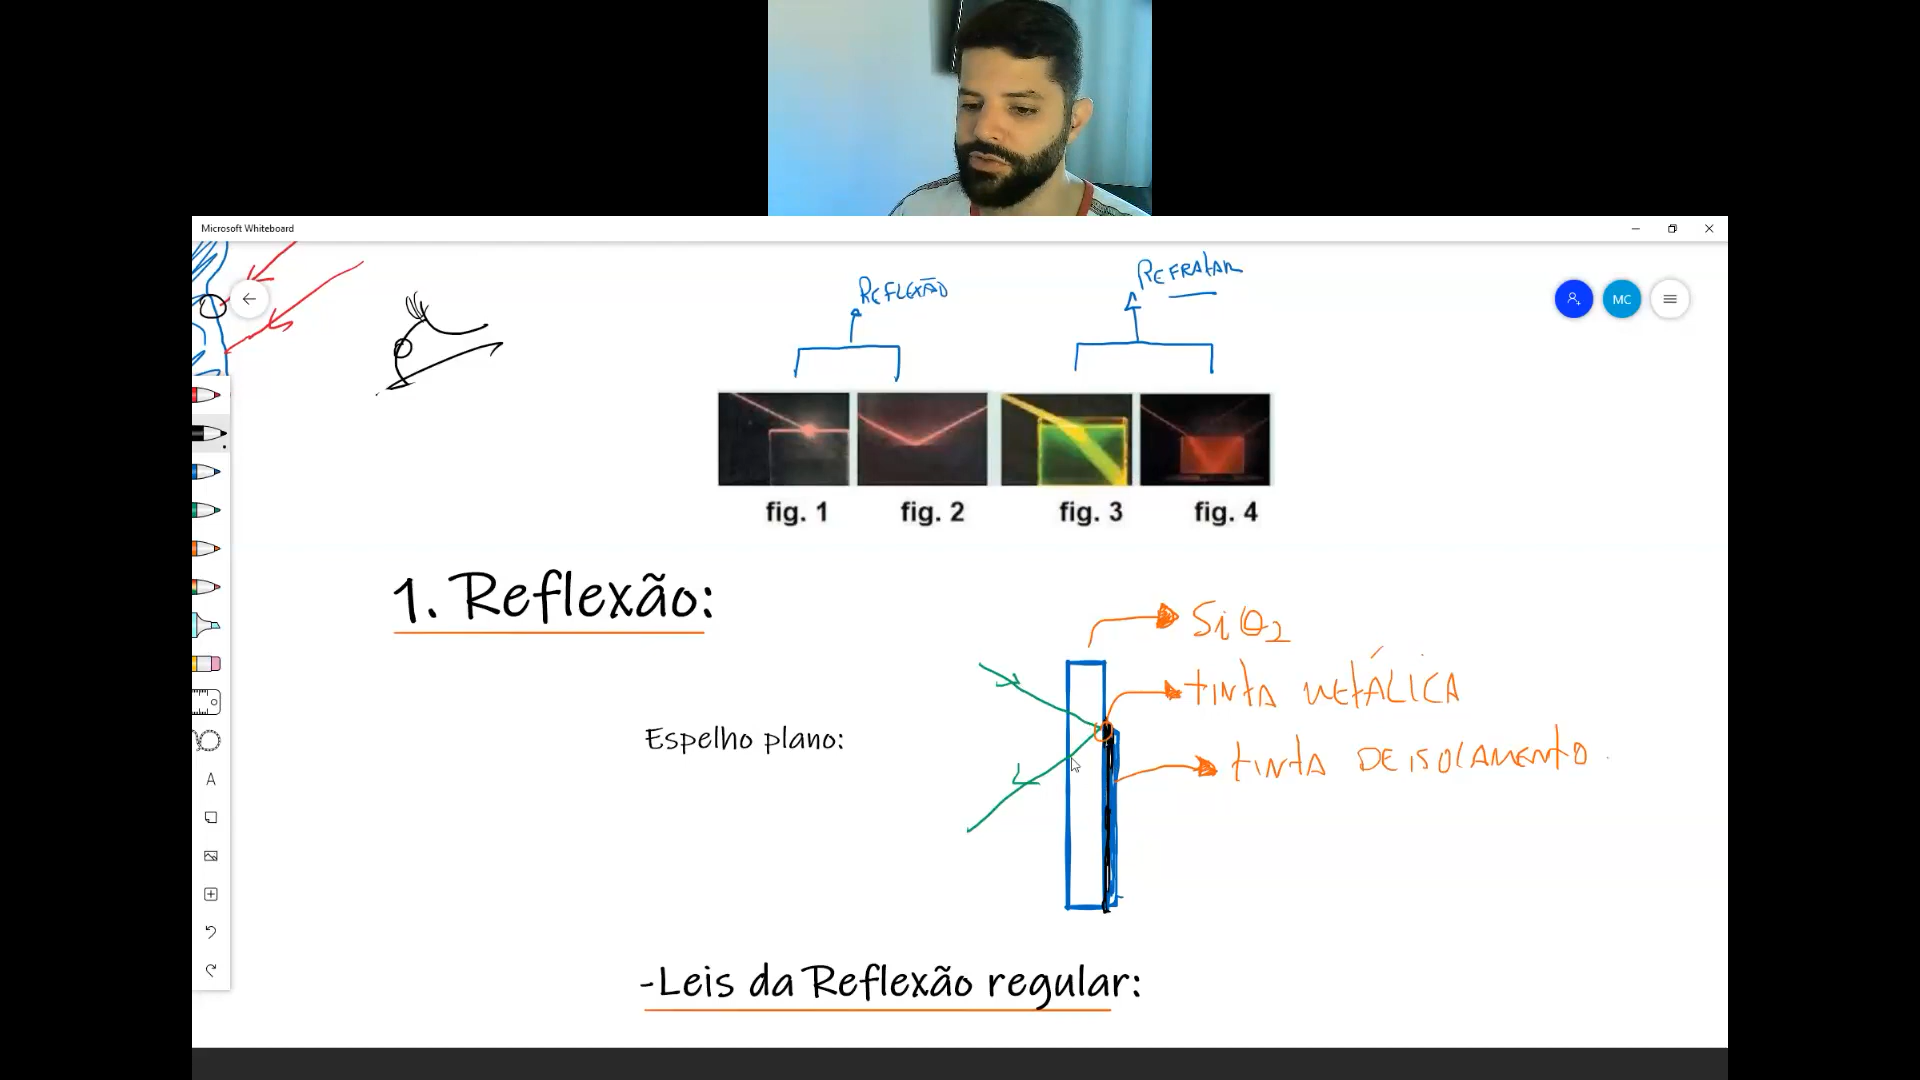 Microsoft Whiteboard
REFLEXÃO
REFRATAR
MC
fig. 1
fig. 2
fig. 3
fig. 4
1. Reflexão:
SiO2
TINTA METÁLICA
Espelho plano:
TINTA DE ISOLAMENTO
A
-Leis da Reflexão regular: